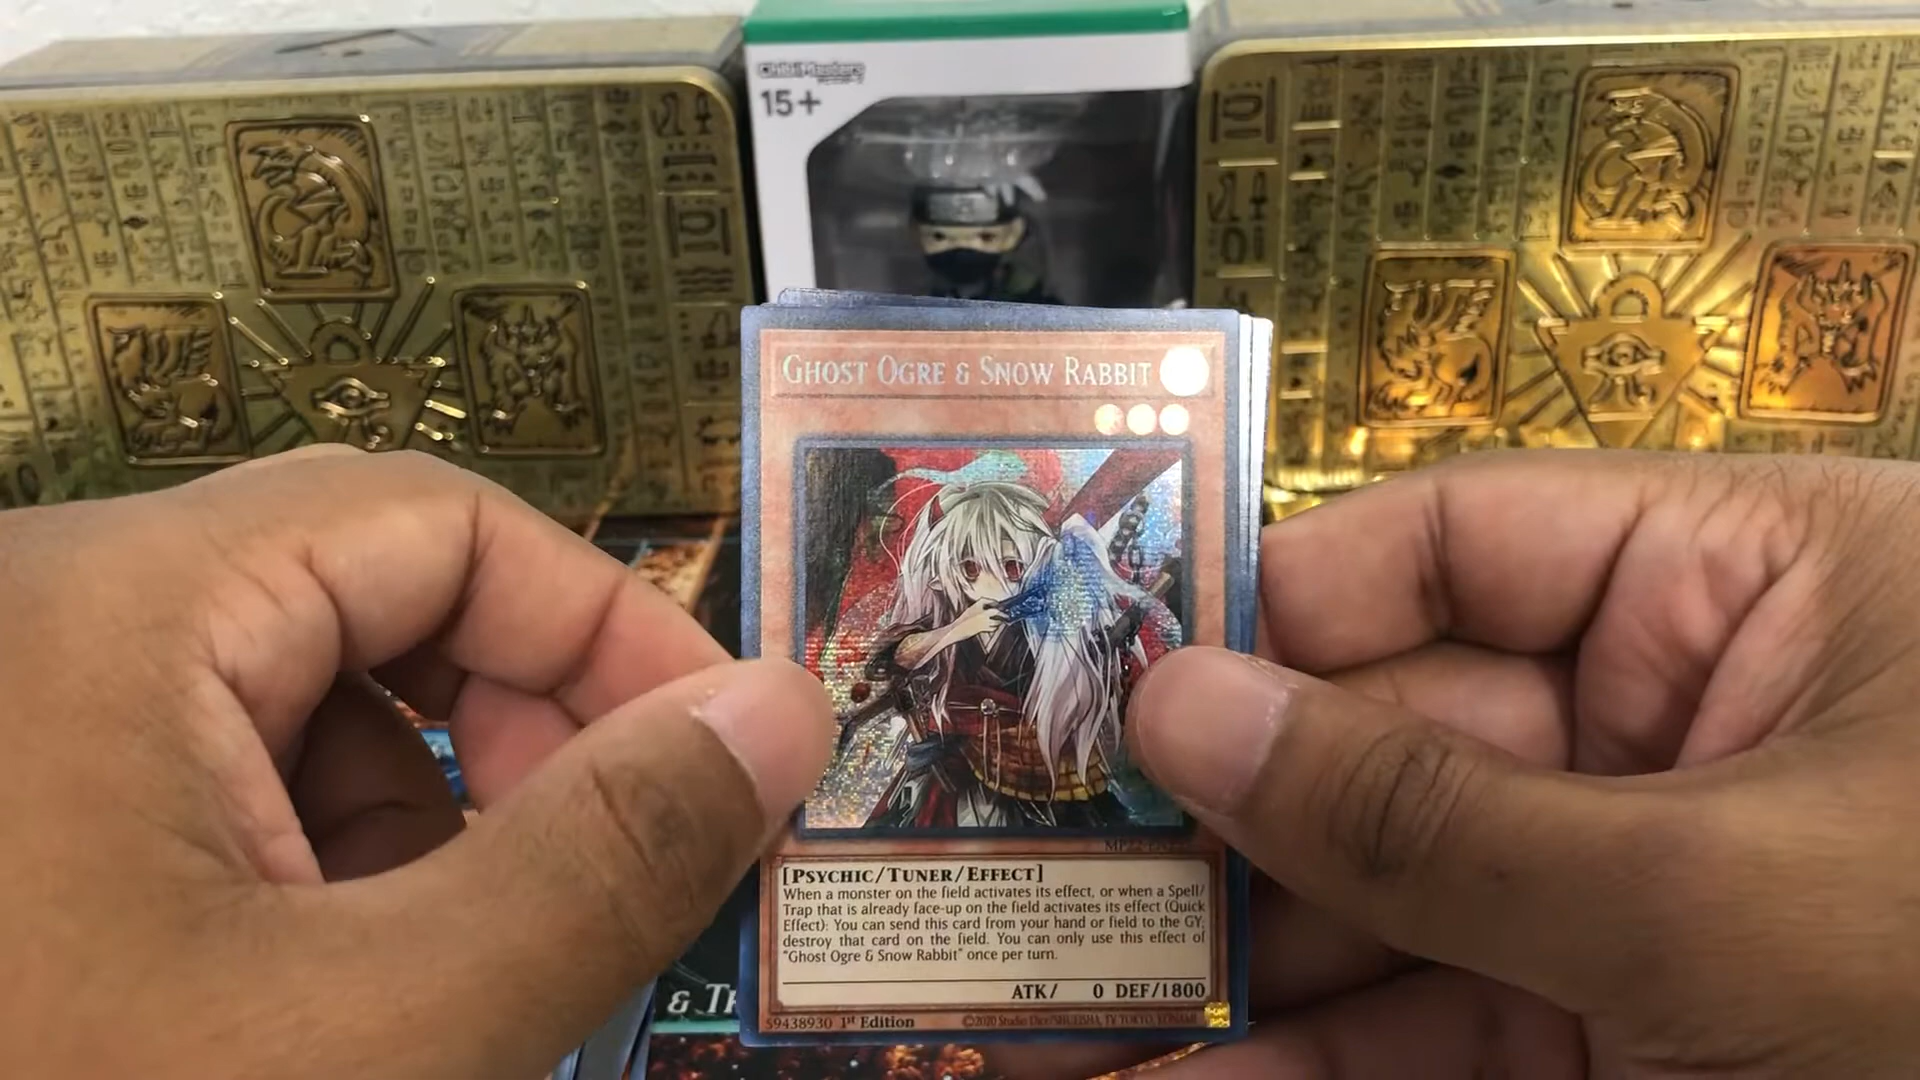 Chibi Masters
15+
GHOST OGRE & SNOW RABBIT
[PSYCHIC/TUNER/EFFECT]
When a monster on the field activates its effect, or when a Spell/
Trap that is already face-up on the field activates its effect (Quick
Effect): You can send this card from your hand or field to the GY;
destroy that card on the field. You can only use this effect of
"Ghost Ogre & Snow Rabbit" once per turn.
ATK/ 0 DEF/1800
59438930 1st Edition ©2020 Studio Dice/SHUEISHA, TV TOKYO, KONAMI
&